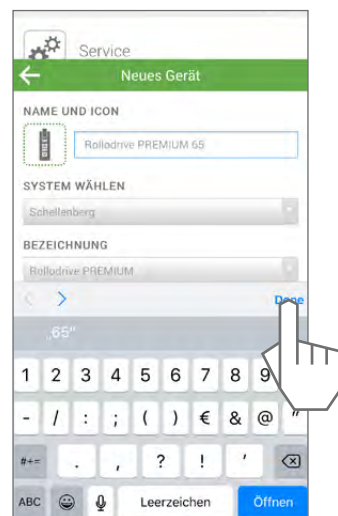 Service
Neues Gerät
NAME UND ICON
Rollodrive PREMIUM 65
SYSTEM WÄHLEN
Schellenberg
BEZEICHNUNG
Rollodrive PREMIUM
Done
„65“
1 2 3 4 5 6 7 8 9
- / : ; ( ) € & @ "
#+= . , ? ! '
ABC Leerzeichen Öffnen